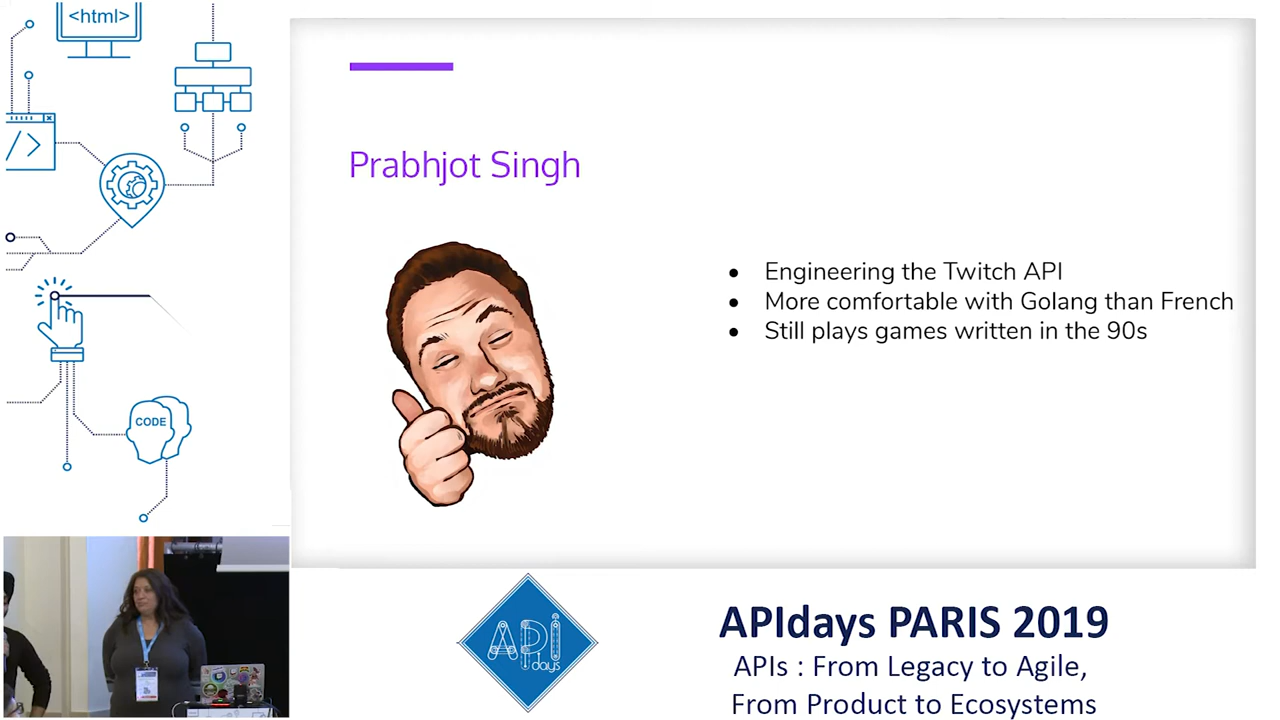 <html>
</>
CODE
Prabhjot Singh
● Engineering the Twitch API
● More comfortable with Golang than French
● Still plays games written in the 90s
API
days
APIdays PARIS 2019
APIs : From Legacy to Agile,
From Product to Ecosystems